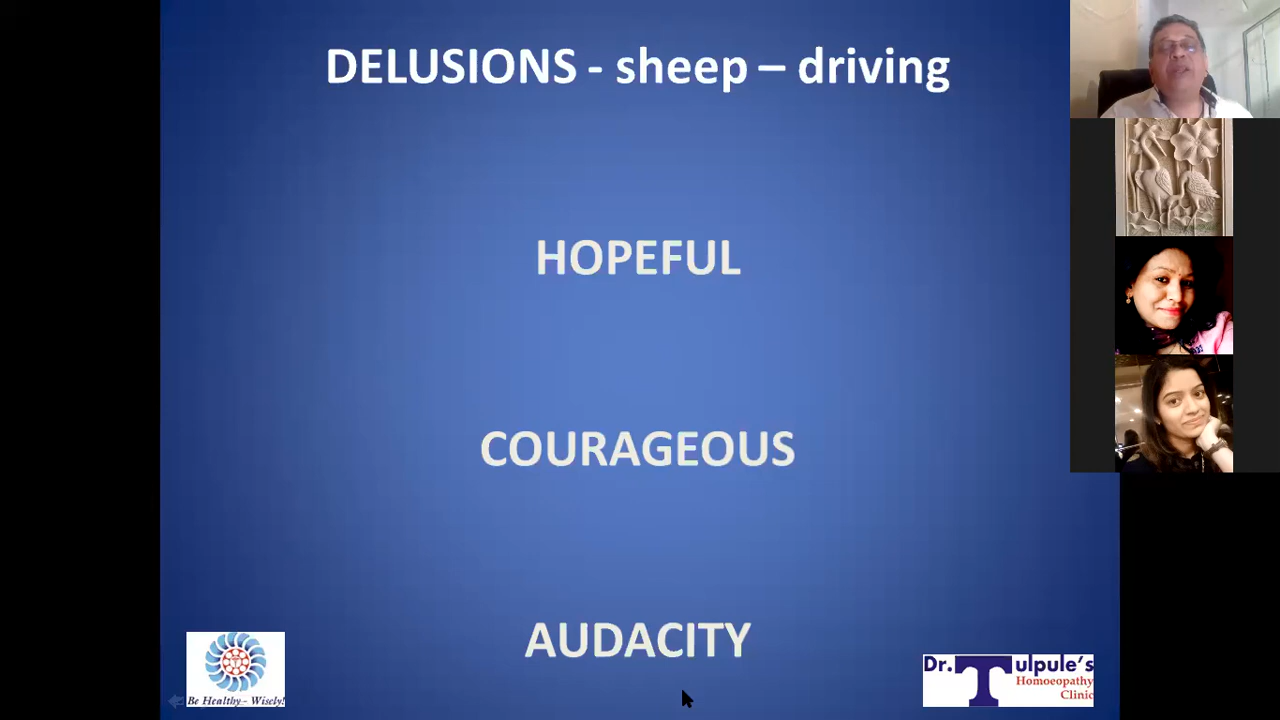 DELUSIONS - sheep – driving
HOPEFUL
COURAGEOUS
AUDACITY
Be Healthy - Wisely!
Dr. Tulpule's
Homoeopathy
Clinic